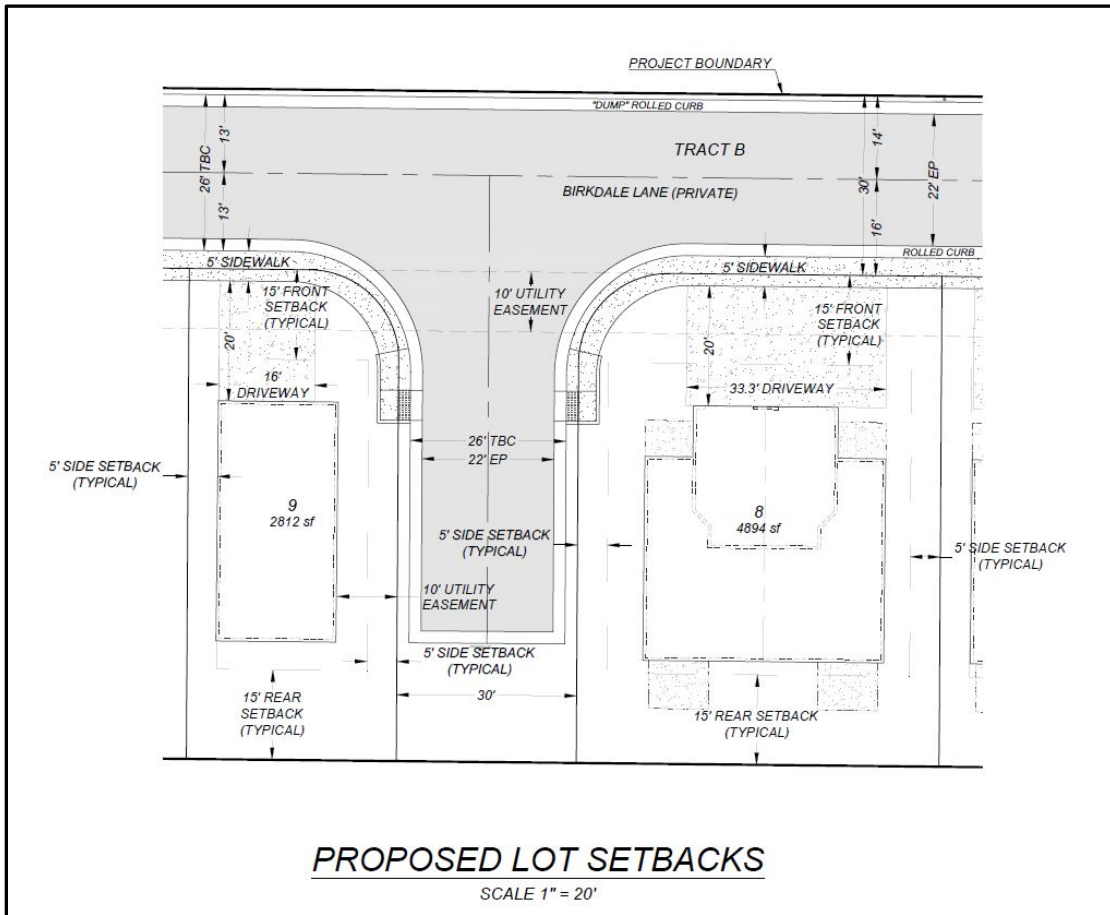 PROJECT BOUNDARY
"DUMP" ROLLED CURB
13'
26' TBC
13'
TRACT B
BIRKDALE LANE (PRIVATE)
14'
30'
16'
22' EP
ROLLED CURB
5' SIDEWALK
5' SIDEWALK
15' FRONT
SETBACK
(TYPICAL)
10' UTILITY
EASEMENT
15' FRONT
SETBACK
(TYPICAL)
20'
20'
16'
DRIVEWAY
33.3' DRIVEWAY
26' TBC
22' EP
5' SIDE SETBACK
(TYPICAL)
9
2812 sf
8
4894 sf
5' SIDE SETBACK
(TYPICAL)
5' SIDE SETBACK
(TYPICAL)
10' UTILITY
EASEMENT
5' SIDE SETBACK
(TYPICAL)
30'
15' REAR
SETBACK
(TYPICAL)
15' REAR SETBACK
(TYPICAL)
PROPOSED LOT SETBACKS
SCALE 1" = 20'